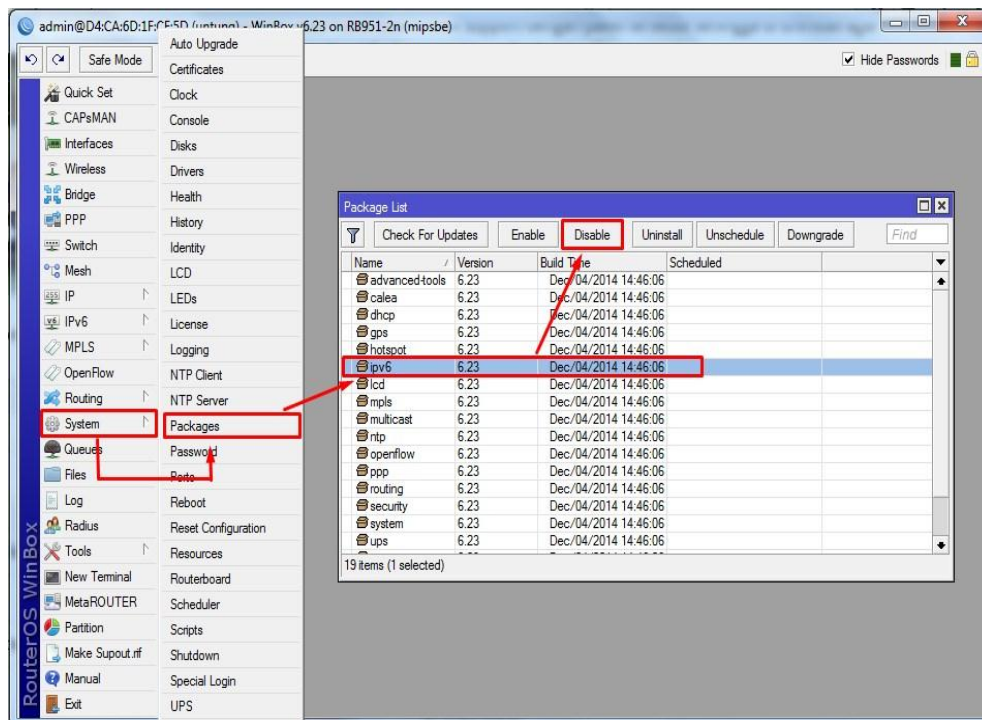 admin@D4:CA:6D:1F:CF:5D (untung) - WinBox v6.23 on RB951-2n (mipsbe)
Safe Mode
Hide Passwords
Quick Set
CAPsMAN
Interfaces
Wireless
Bridge
PPP
Switch
Mesh
IP
IPv6
MPLS
OpenFlow
Routing
System
Queues
Files
Log
Radius
Tools
New Terminal
MetaROUTER
Partition
Make Supout.rif
Manual
Exit
RouterOS WinBox
Auto Upgrade
Certificates
Clock
Console
Disks
Drivers
Health
History
Identity
LCD
LEDs
License
Logging
NTP Client
NTP Server
Packages
Password
Ports
Reboot
Reset Configuration
Resources
Routerboard
Scheduler
Scripts
Shutdown
Special Login
UPS
Package List
Check For Updates Enable Disable Uninstall Unschedule Downgrade Find
Name Version Build Time Scheduled
advanced-tools 6.23 Dec/04/2014 14:46:06
calea 6.23 Dec/04/2014 14:46:06
dhcp 6.23 Dec/04/2014 14:46:06
gps 6.23 Dec/04/2014 14:46:06
hotspot 6.23 Dec/04/2014 14:46:06
ipv6 6.23 Dec/04/2014 14:46:06
lcd 6.23 Dec/04/2014 14:46:06
mpls 6.23 Dec/04/2014 14:46:06
multicast 6.23 Dec/04/2014 14:46:06
ntp 6.23 Dec/04/2014 14:46:06
openflow 6.23 Dec/04/2014 14:46:06
ppp 6.23 Dec/04/2014 14:46:06
routing 6.23 Dec/04/2014 14:46:06
security 6.23 Dec/04/2014 14:46:06
system 6.23 Dec/04/2014 14:46:06
ups 6.23 Dec/04/2014 14:46:06
19 items (1 selected)